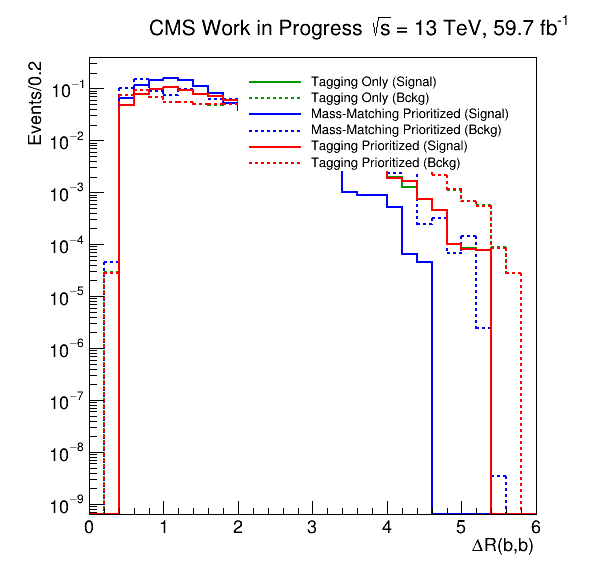 CMS Work in Progress √s = 13 TeV, 59.7 fb⁻¹
Events/0.2
Tagging Only (Signal)
Tagging Only (Bckg)
Mass-Matching Prioritized (Signal)
Mass-Matching Prioritized (Bckg)
Tagging Prioritized (Signal)
Tagging Prioritized (Bckg)
10⁻¹
10⁻²
10⁻³
10⁻⁴
10⁻⁵
10⁻⁶
10⁻⁷
10⁻⁸
10⁻⁹
0 1 2 3 4 5 6
ΔR(b,b)